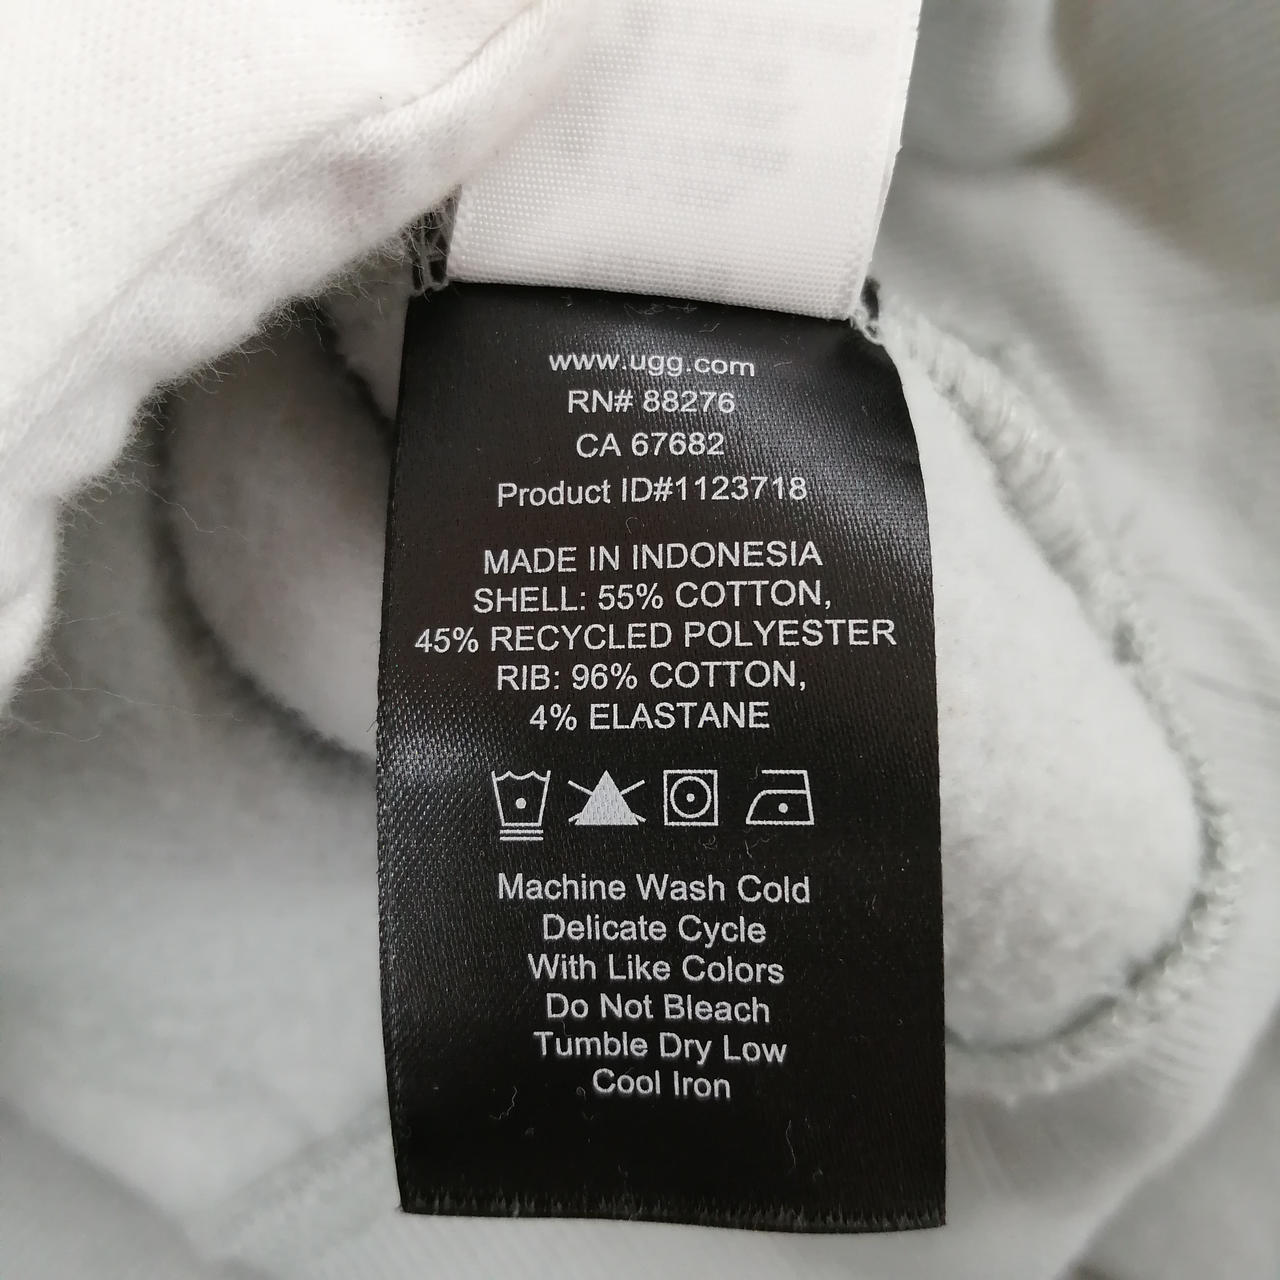 www.ugg.com
RN# 88276
CA 67682
Product ID#1123718
MADE IN INDONESIA
SHELL: 55% COTTON,
45% RECYCLED POLYESTER
RIB: 96% COTTON,
4% ELASTANE
Machine Wash Cold
Delicate Cycle
With Like Colors
Do Not Bleach
Tumble Dry Low
Cool Iron